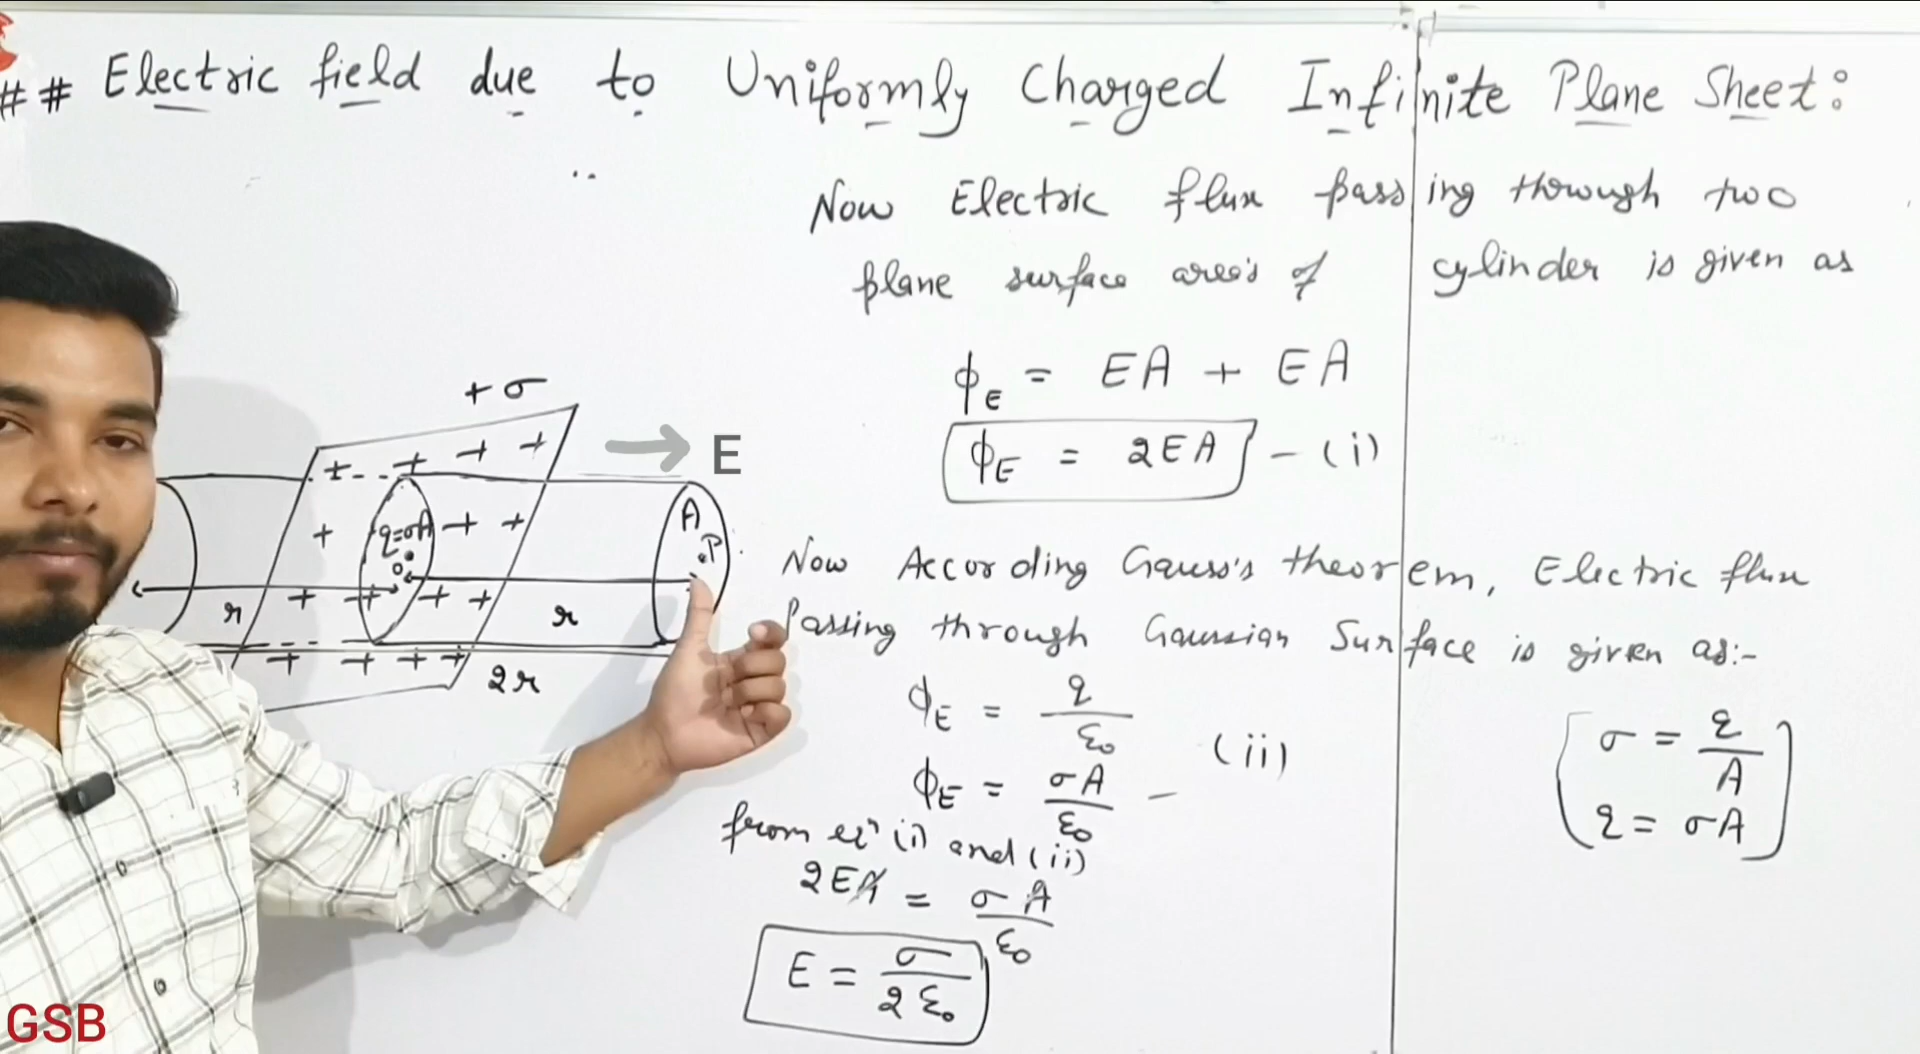 ## Electric field due to Uniformly Charged Infinite Plane Sheet:
Now Electric flux passing through two
plane surface area's of cylinder is given as
ϕE = EA + EA
ϕE = 2EA - (i)
+σ
E
A
P
q=σA
o
r
r
2r
Now According Gauss's theorem, Electric flux
Passing through Gaussian Surface is given as:-
ϕE = q/ε0
ϕE = σA/ε0 - (ii)
σ = q/A
q = σA
from eqⁿ (i) and (ii)
2EA = σA/ε0
E = σ/2ε0
GSB